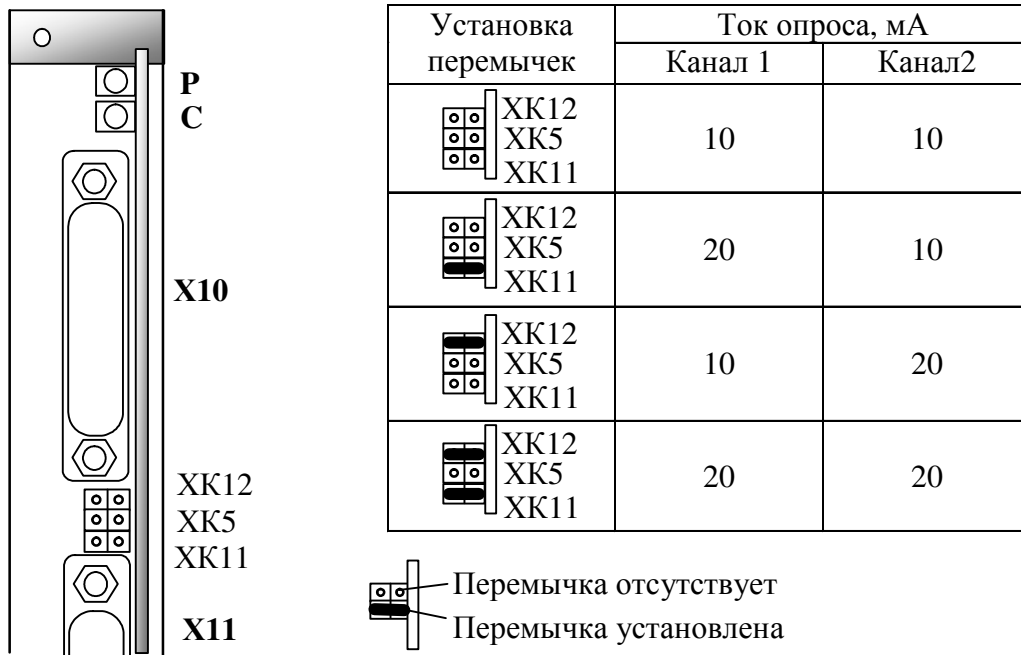 Р
С
Х10
ХК12
ХК5
ХК11
Х11
Установка перемычек
Ток опроса, мА
Канал 1
Канал2
ХК12
ХК5
ХК11
10
10
ХК12
ХК5
ХК11
20
10
ХК12
ХК5
ХК11
10
20
ХК12
ХК5
ХК11
20
20
Перемычка отсутствует
Перемычка установлена